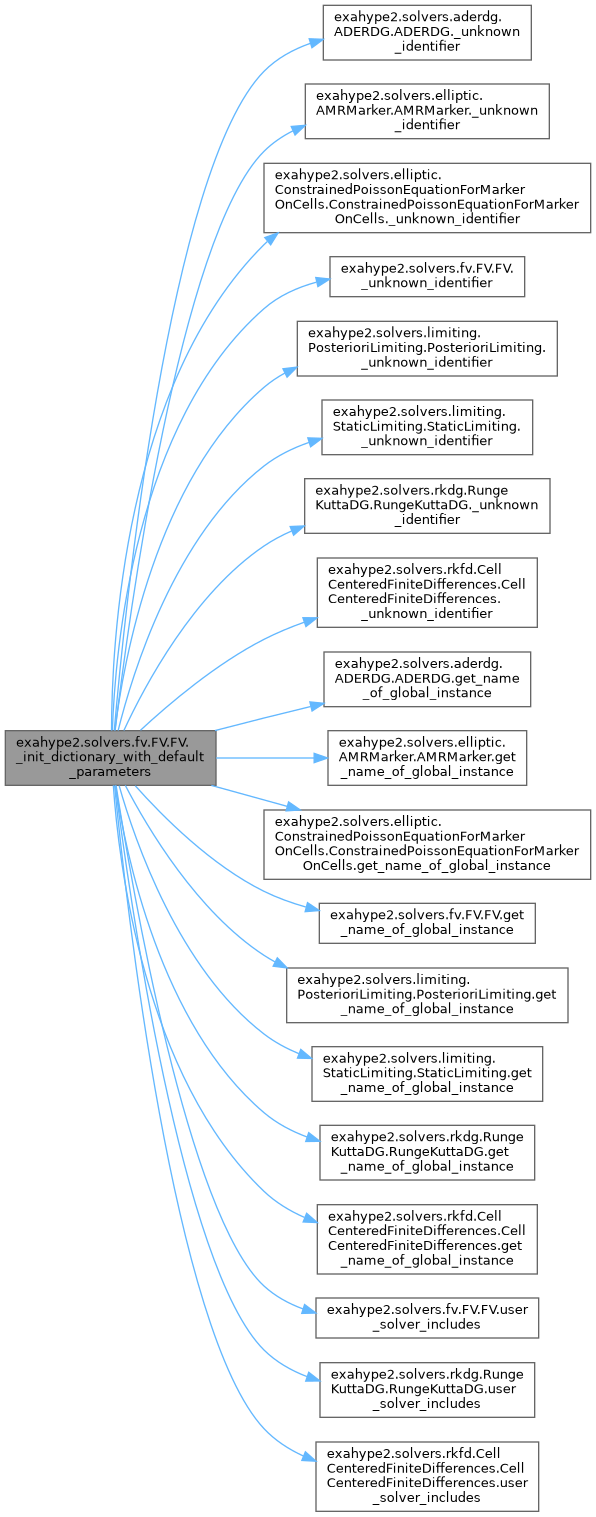 exahype2.solvers.aderdg.
ADERDG.ADERDG._unknown
_identifier
exahype2.solvers.elliptic.
AMRMarker.AMRMarker._unknown
_identifier
exahype2.solvers.elliptic.
ConstrainedPoissonEquationForMarker
OnCells.ConstrainedPoissonEquationForMarker
OnCells._unknown_identifier
exahype2.solvers.fv.FV.FV.
_unknown_identifier
exahype2.solvers.limiting.
PosterioriLimiting.PosterioriLimiting.
_unknown_identifier
exahype2.solvers.limiting.
StaticLimiting.StaticLimiting.
_unknown_identifier
exahype2.solvers.rkdg.Runge
KuttaDG.RungeKuttaDG._unknown
_identifier
exahype2.solvers.rkfd.Cell
CenteredFiniteDifferences.Cell
CenteredFiniteDifferences.
_unknown_identifier
exahype2.solvers.aderdg.
ADERDG.ADERDG.get_name
_of_global_instance
exahype2.solvers.fv.FV.FV.
_init_dictionary_with_default
_parameters
exahype2.solvers.elliptic.
AMRMarker.AMRMarker.get
_name_of_global_instance
exahype2.solvers.elliptic.
ConstrainedPoissonEquationForMarker
OnCells.ConstrainedPoissonEquationForMarker
OnCells.get_name_of_global_instance
exahype2.solvers.fv.FV.FV.get
_name_of_global_instance
exahype2.solvers.limiting.
PosterioriLimiting.PosterioriLimiting.get
_name_of_global_instance
exahype2.solvers.limiting.
StaticLimiting.StaticLimiting.get
_name_of_global_instance
exahype2.solvers.rkdg.Runge
KuttaDG.RungeKuttaDG.get
_name_of_global_instance
exahype2.solvers.rkfd.Cell
CenteredFiniteDifferences.Cell
CenteredFiniteDifferences.get
_name_of_global_instance
exahype2.solvers.fv.FV.FV.user
_solver_includes
exahype2.solvers.rkdg.Runge
KuttaDG.RungeKuttaDG.user
_solver_includes
exahype2.solvers.rkfd.Cell
CenteredFiniteDifferences.Cell
CenteredFiniteDifferences.user
_solver_includes